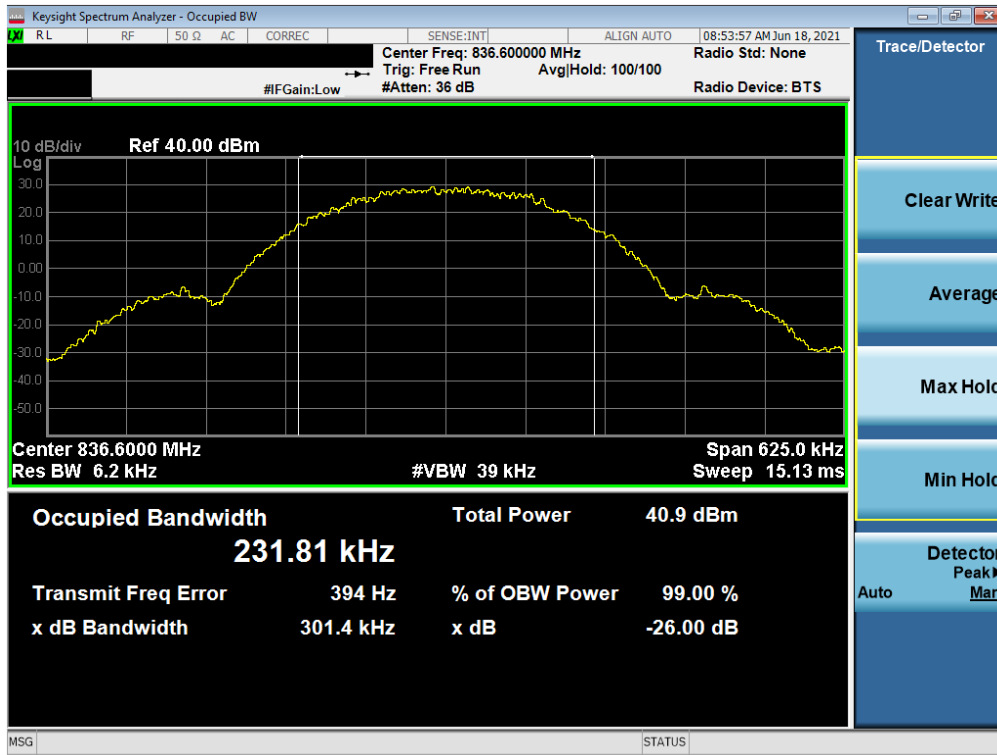 Keysight Spectrum Analyzer - Occupied BW
LXI RL RF 50 Ω AC CORREC SENSE:INT ALIGN AUTO 08:53:57 AM Jun 18, 2021
Center Freq: 836.600000 MHz Radio Std: None
Trig: Free Run Avg|Hold: 100/100
#IFGain:Low #Atten: 36 dB Radio Device: BTS
10 dB/div Ref 40.00 dBm
Log
30.0
20.0
10.0
0.00
-10.0
-20.0
-30.0
-40.0
-50.0
Center 836.6000 MHz Span 625.0 kHz
Res BW 6.2 kHz #VBW 39 kHz Sweep 15.13 ms
Occupied Bandwidth Total Power 40.9 dBm
231.81 kHz
Transmit Freq Error 394 Hz % of OBW Power 99.00 %
x dB Bandwidth 301.4 kHz x dB -26.00 dB
MSG STATUS
Trace/Detector
Clear Write
Average
Max Hold
Min Hold
Detector
Peak
Auto Man